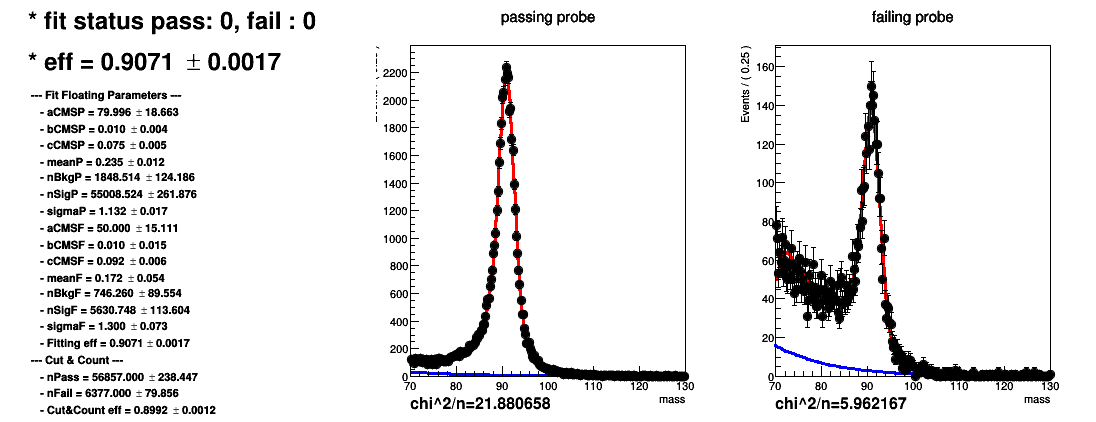 * fit status pass: 0, fail : 0
* eff = 0.9071 ± 0.0017
--- Fit Floating Parameters ---
- aCMSP = 79.996 ± 18.663
- bCMSP = 0.010 ± 0.004
- cCMSP = 0.075 ± 0.005
- meanP = 0.235 ± 0.012
- nBkgP = 1848.514 ± 124.186
- nSigP = 55008.524 ± 261.876
- sigmaP = 1.132 ± 0.017
- aCMSF = 50.000 ± 15.111
- bCMSF = 0.010 ± 0.015
- cCMSF = 0.092 ± 0.006
- meanF = 0.172 ± 0.054
- nBkgF = 746.260 ± 89.554
- nSigF = 5630.748 ± 113.604
- sigmaF = 1.300 ± 0.073
- Fitting eff = 0.9071 ± 0.0017
--- Cut & Count ---
- nPass = 56857.000 ± 238.447
- nFail = 6377.000 ± 79.856
- Cut&Count eff = 0.8992 ± 0.0012
passing probe
2200
2000
1800
1600
1400
1200
1000
800
600
400
200
0
70 80 90 100 110 120 130
mass
chi^2/n=21.880658
failing probe
Events / ( 0.25 )
160
140
120
100
80
60
40
20
0
70 80 90 100 110 120 130
mass
chi^2/n=5.962167